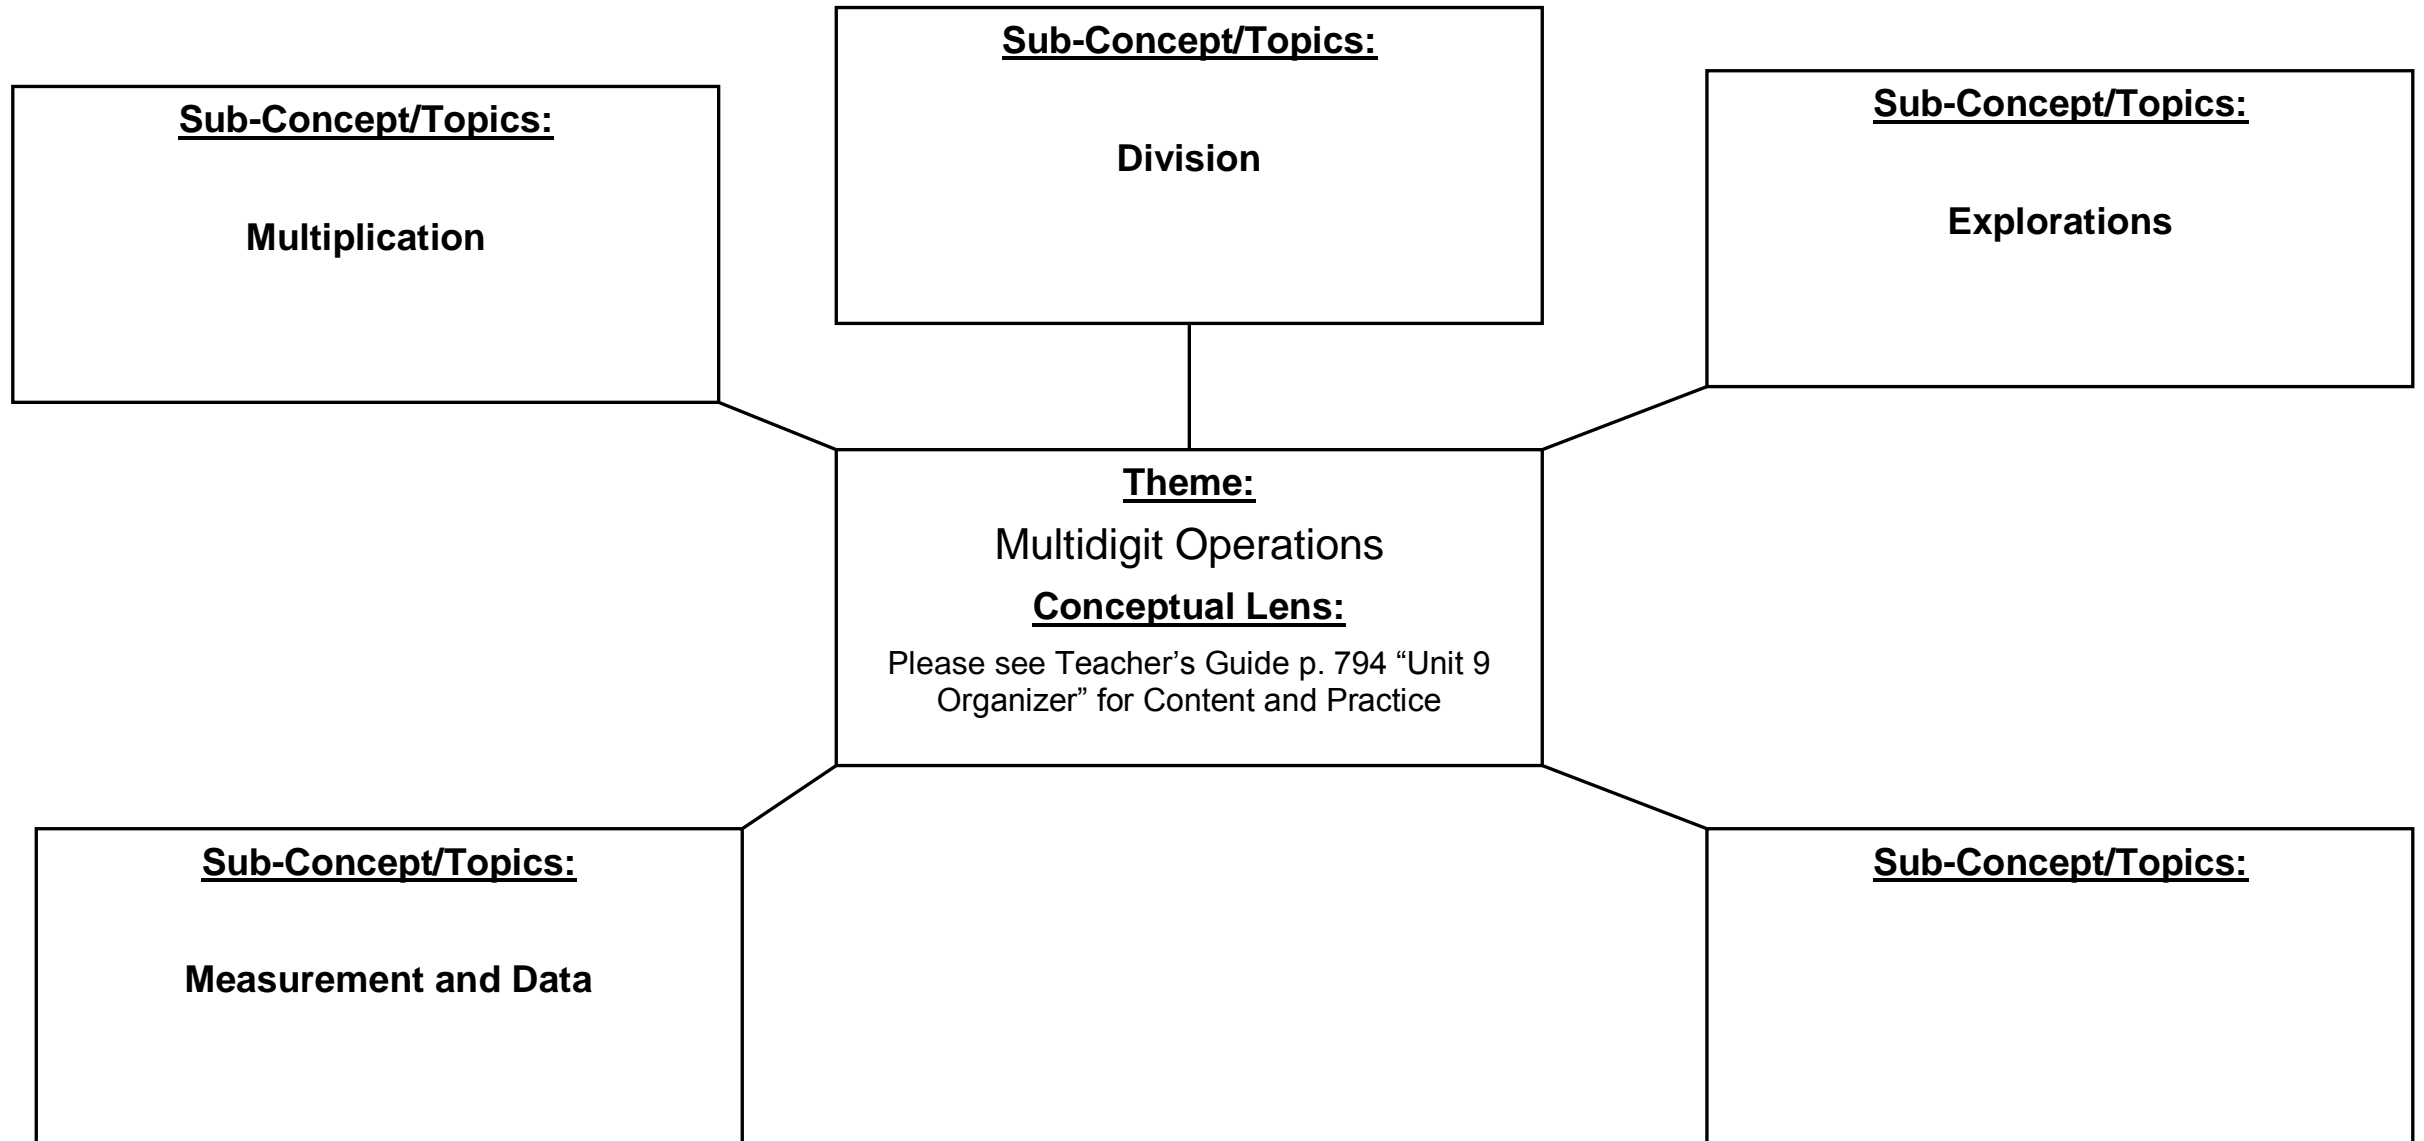 Sub-Concept/Topics:
Multiplication
Sub-Concept/Topics:
Division
Sub-Concept/Topics:
Explorations
Theme:
Multidigit Operations
Conceptual Lens:
Please see Teacher’s Guide p. 794 “Unit 9
Organizer” for Content and Practice
Sub-Concept/Topics:
Measurement and Data
Sub-Concept/Topics: